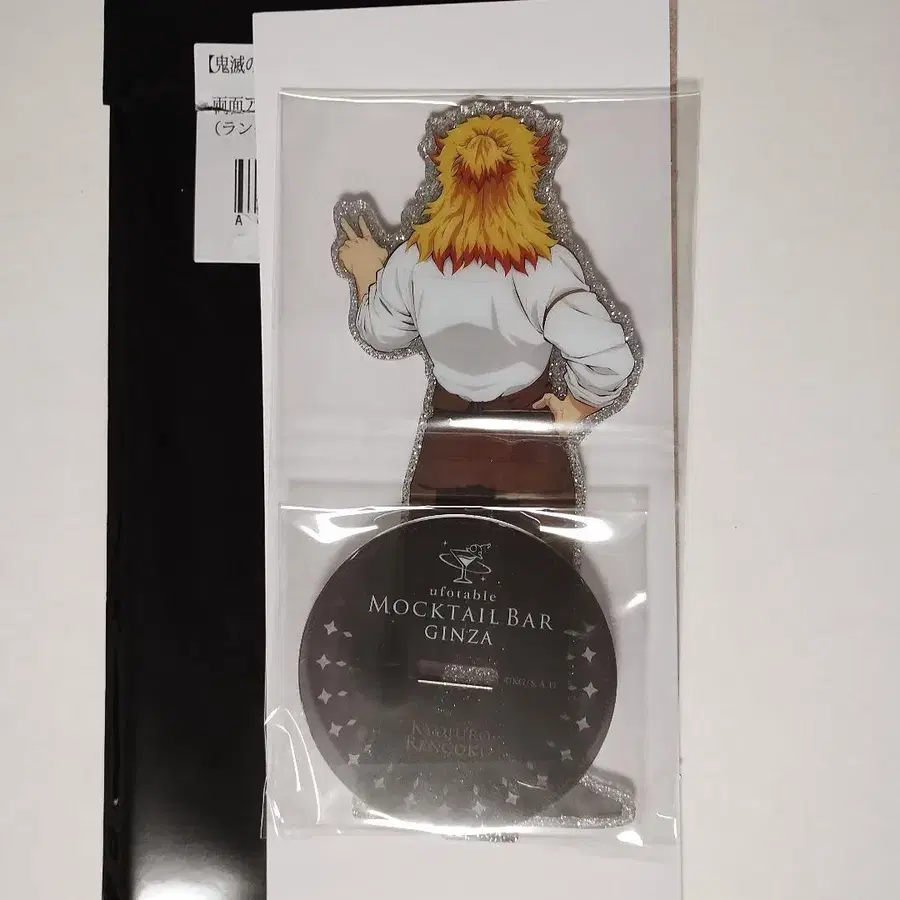 【鬼滅の
両面ア
（ラン
A
ufotable
MOCKTAIL BAR
GINZA
KYOJURO
RENGOKU